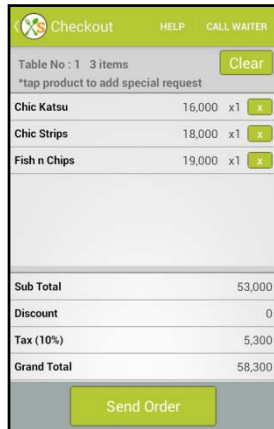 Checkout HELP CALL WAITER
Table No : 1 3 items Clear
*tap product to add special request
Chic Katsu 16,000 x1 x
Chic Strips 18,000 x1 x
Fish n Chips 19,000 x1 x
Sub Total 53,000
Discount 0
Tax (10%) 5,300
Grand Total 58,300
Send Order